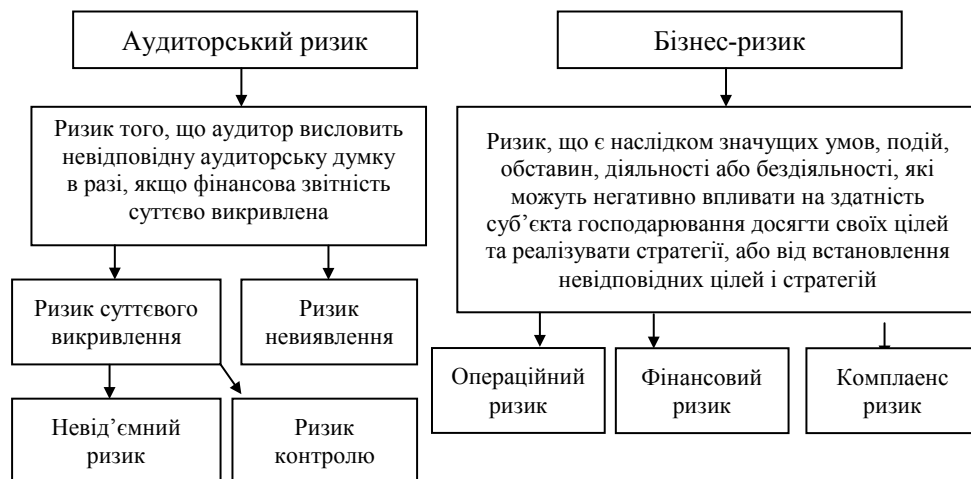 Аудиторський ризик
Ризик того, що аудитор висловить
невідповідну аудиторську думку
в разі, якщо фінансова звітність
суттєво викривлена
Ризик суттєвого
викривлення
Ризик
невиявлення
Невід’ємний
ризик
Ризик
контролю
Бізнес-ризик
Ризик, що є наслідком значущих умов, подій,
обставин, діяльності або бездіяльності, які
можуть негативно впливати на здатність
суб’єкта господарювання досягти своїх цілей
та реалізувати стратегії, або від встановлення
невідповідних цілей і стратегій
Операційний
ризик
Фінансовий
ризик
Комплаенс
ризик